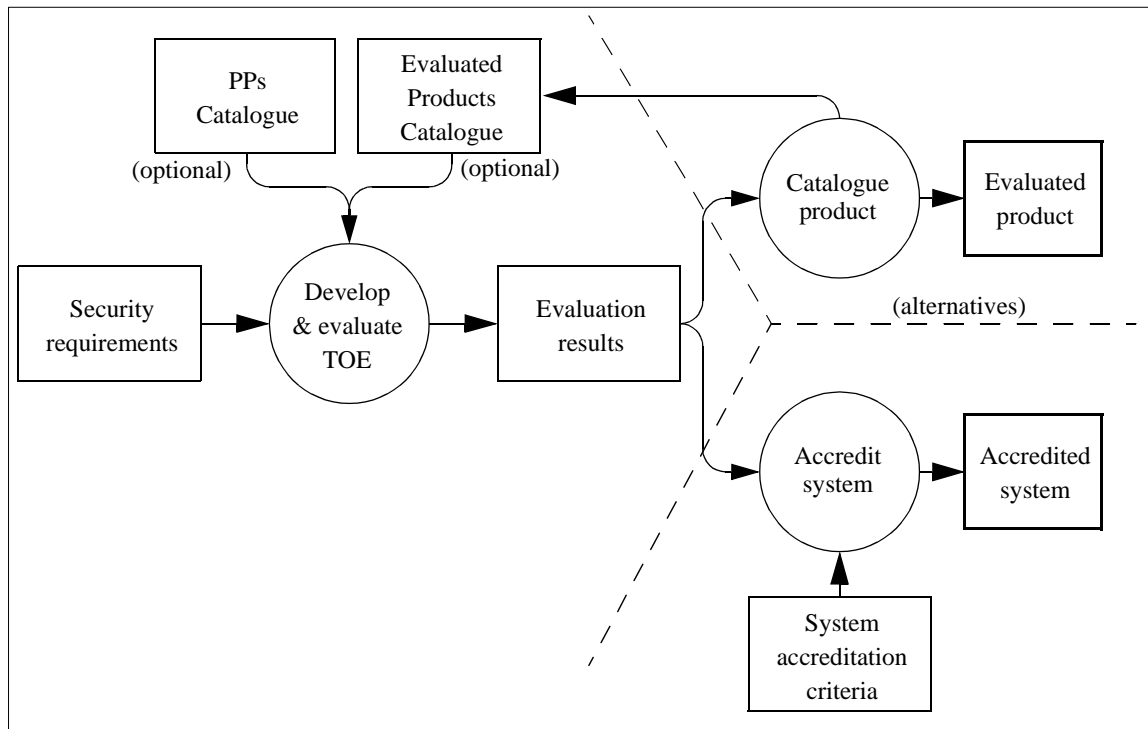 PPs
Catalogue
(optional)
Evaluated
Products
Catalogue
(optional)
Security
requirements
Develop
& evaluate
TOE
Evaluation
results
Catalogue
product
Evaluated
product
(alternatives)
Accredit
system
Accredited
system
System
accreditation
criteria